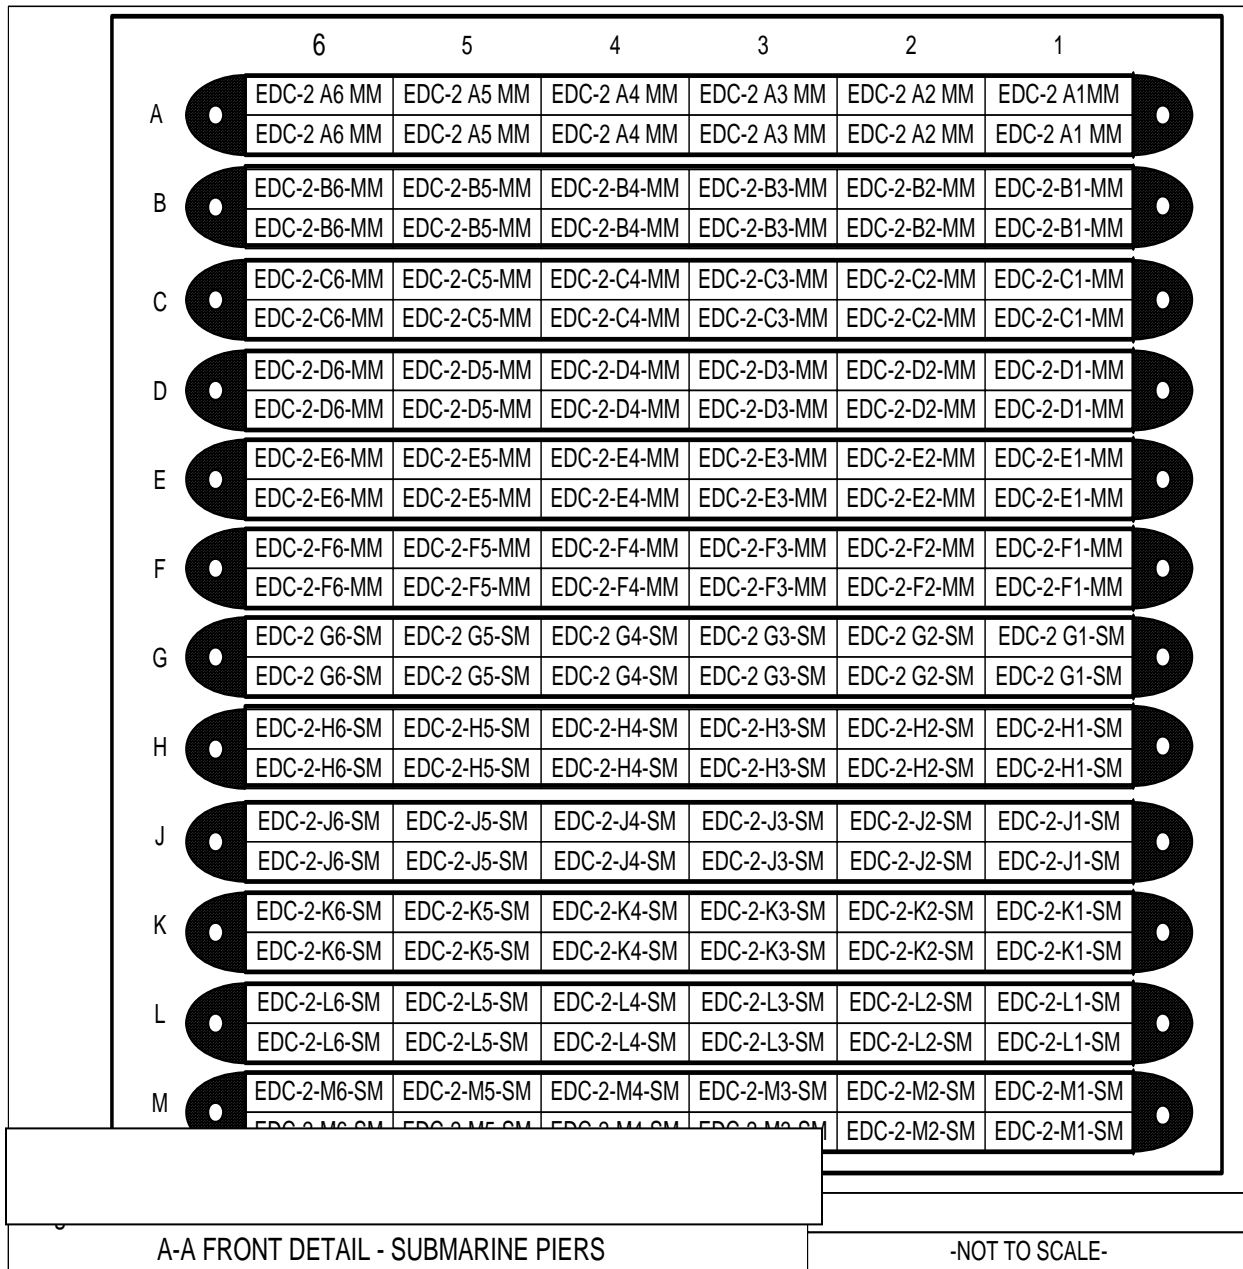 6 5 4 3 2 1
A
EDC-2 A6 MM EDC-2 A5 MM EDC-2 A4 MM EDC-2 A3 MM EDC-2 A2 MM EDC-2 A1MM
EDC-2 A6 MM EDC-2 A5 MM EDC-2 A4 MM EDC-2 A3 MM EDC-2 A2 MM EDC-2 A1 MM
B
EDC-2-B6-MM EDC-2-B5-MM EDC-2-B4-MM EDC-2-B3-MM EDC-2-B2-MM EDC-2-B1-MM
EDC-2-B6-MM EDC-2-B5-MM EDC-2-B4-MM EDC-2-B3-MM EDC-2-B2-MM EDC-2-B1-MM
C
EDC-2-C6-MM EDC-2-C5-MM EDC-2-C4-MM EDC-2-C3-MM EDC-2-C2-MM EDC-2-C1-MM
EDC-2-C6-MM EDC-2-C5-MM EDC-2-C4-MM EDC-2-C3-MM EDC-2-C2-MM EDC-2-C1-MM
D
EDC-2-D6-MM EDC-2-D5-MM EDC-2-D4-MM EDC-2-D3-MM EDC-2-D2-MM EDC-2-D1-MM
EDC-2-D6-MM EDC-2-D5-MM EDC-2-D4-MM EDC-2-D3-MM EDC-2-D2-MM EDC-2-D1-MM
E
EDC-2-E6-MM EDC-2-E5-MM EDC-2-E4-MM EDC-2-E3-MM EDC-2-E2-MM EDC-2-E1-MM
EDC-2-E6-MM EDC-2-E5-MM EDC-2-E4-MM EDC-2-E3-MM EDC-2-E2-MM EDC-2-E1-MM
F
EDC-2-F6-MM EDC-2-F5-MM EDC-2-F4-MM EDC-2-F3-MM EDC-2-F2-MM EDC-2-F1-MM
EDC-2-F6-MM EDC-2-F5-MM EDC-2-F4-MM EDC-2-F3-MM EDC-2-F2-MM EDC-2-F1-MM
G
EDC-2 G6-SM EDC-2 G5-SM EDC-2 G4-SM EDC-2 G3-SM EDC-2 G2-SM EDC-2 G1-SM
EDC-2 G6-SM EDC-2 G5-SM EDC-2 G4-SM EDC-2 G3-SM EDC-2 G2-SM EDC-2 G1-SM
H
EDC-2-H6-SM EDC-2-H5-SM EDC-2-H4-SM EDC-2-H3-SM EDC-2-H2-SM EDC-2-H1-SM
EDC-2-H6-SM EDC-2-H5-SM EDC-2-H4-SM EDC-2-H3-SM EDC-2-H2-SM EDC-2-H1-SM
J
EDC-2-J6-SM EDC-2-J5-SM EDC-2-J4-SM EDC-2-J3-SM EDC-2-J2-SM EDC-2-J1-SM
EDC-2-J6-SM EDC-2-J5-SM EDC-2-J4-SM EDC-2-J3-SM EDC-2-J2-SM EDC-2-J1-SM
K
EDC-2-K6-SM EDC-2-K5-SM EDC-2-K4-SM EDC-2-K3-SM EDC-2-K2-SM EDC-2-K1-SM
EDC-2-K6-SM EDC-2-K5-SM EDC-2-K4-SM EDC-2-K3-SM EDC-2-K2-SM EDC-2-K1-SM
L
EDC-2-L6-SM EDC-2-L5-SM EDC-2-L4-SM EDC-2-L3-SM EDC-2-L2-SM EDC-2-L1-SM
EDC-2-L6-SM EDC-2-L5-SM EDC-2-L4-SM EDC-2-L3-SM EDC-2-L2-SM EDC-2-L1-SM
M
EDC-2-M6-SM EDC-2-M5-SM EDC-2-M4-SM EDC-2-M3-SM EDC-2-M2-SM EDC-2-M1-SM
EDC-2-M2-SM EDC-2-M1-SM
A-A FRONT DETAIL - SUBMARINE PIERS
-NOT TO SCALE-